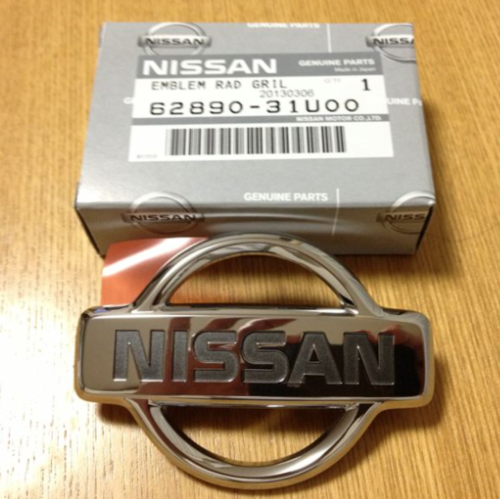 NISSAN
NISSAN
GENUINE PARTS
Made in Japan
EMBLEM RAD GRIL
1
20130306
62890-31U00
NISSAN MOTOR CO.,LTD
GENUINE PARTS
NISSAN
NISSAN
NISSAN